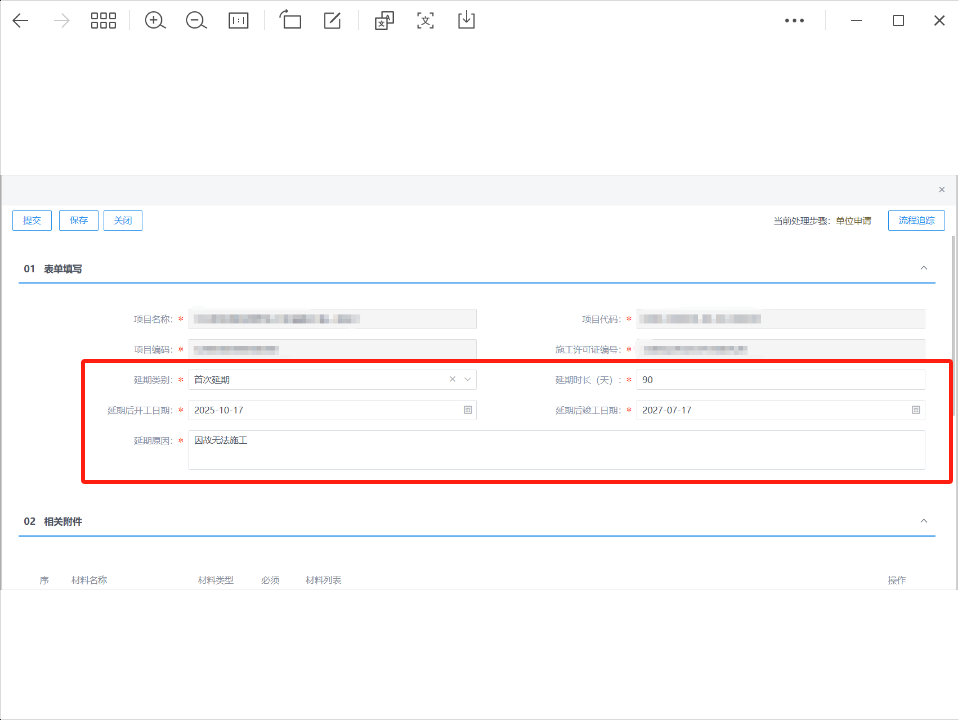 提交 保存 关闭 当前处理步骤：单位申请 流程追踪
01 表单填写
项目名称：* 项目代码：*
项目编码：* 施工许可证编号：*
延期类别：* 首次延期 延期时长（天）：* 90
延期后开工日期：* 2025-10-17 延期后竣工日期：* 2027-07-17
延期原因：* 因故无法施工
02 相关附件
序 材料名称 材料类型 必须 材料列表 操作